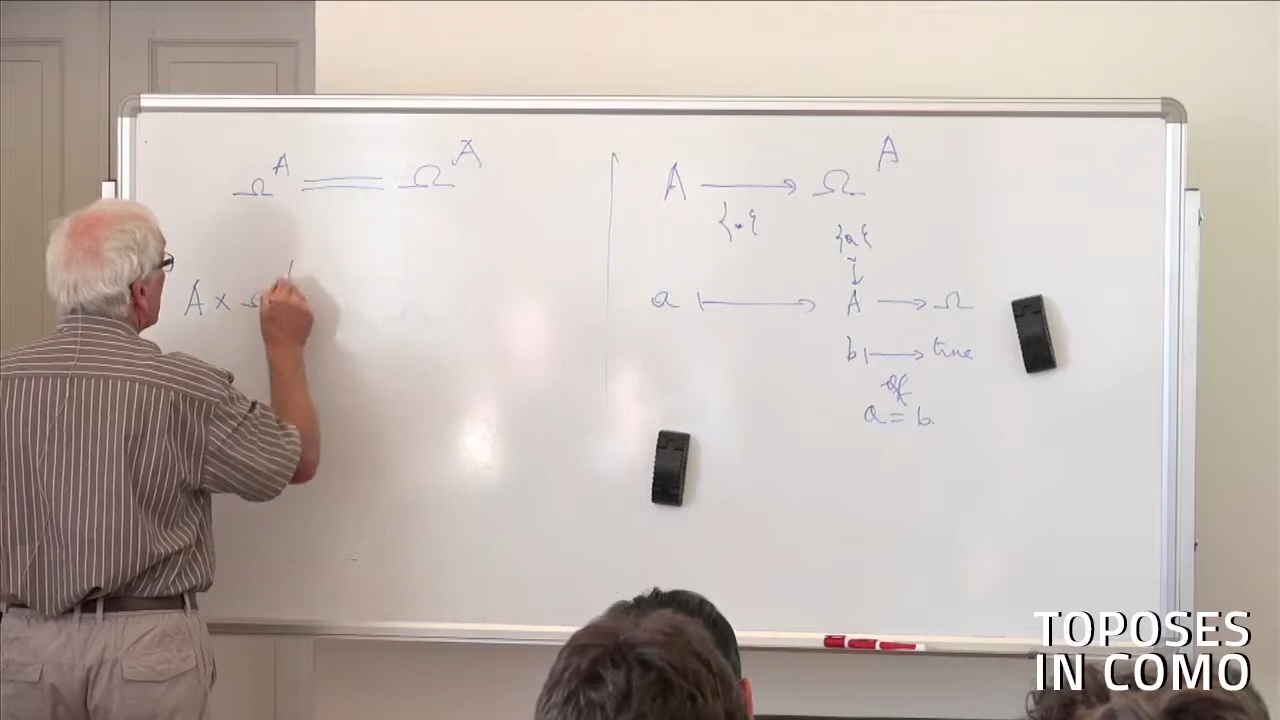 Ω^A ═══ Ω^A
A × Ω
A ⟶ Ω^A
{·}
{a}
↓
a ⟼ A ⟶ Ω
b ⟼ true
iff
a = b.
TOPOSES
IN COMO